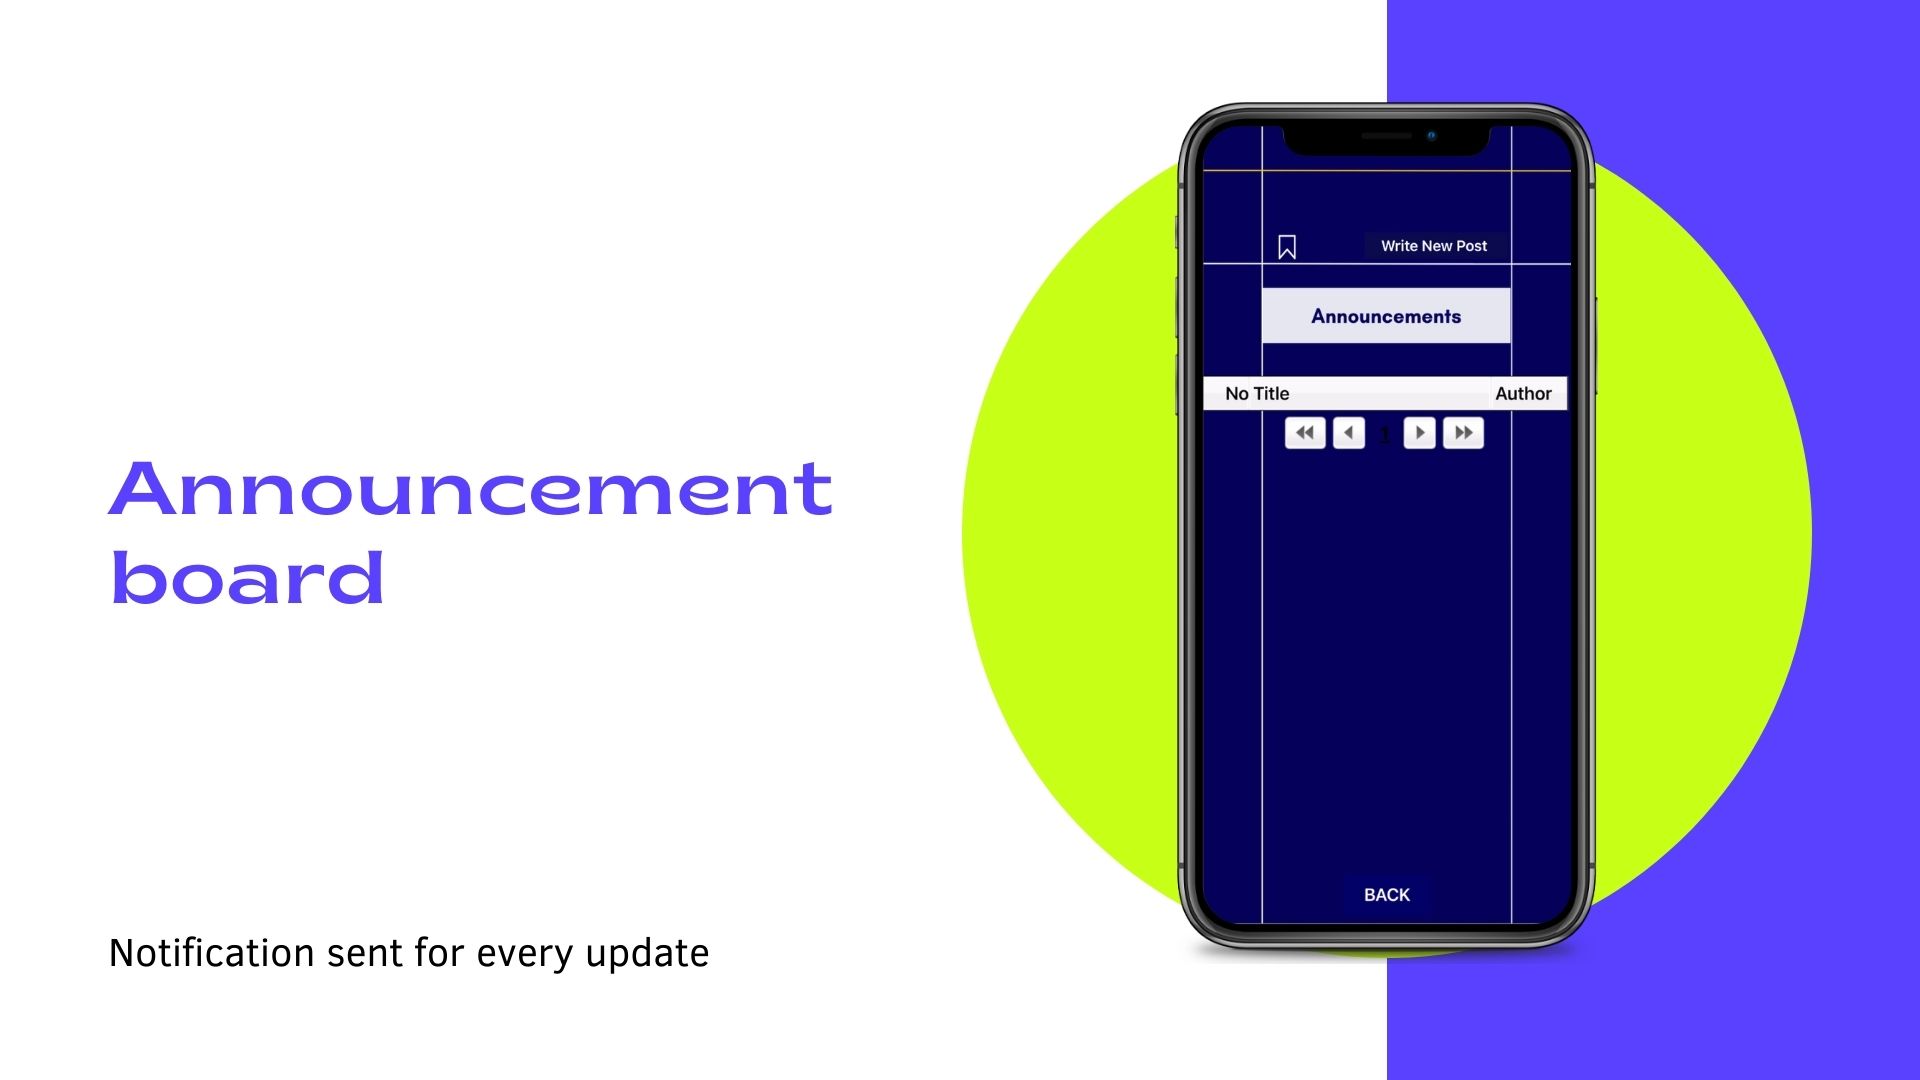 Announcement
board
Notification sent for every update
Write New Post
Announcements
No Title Author
1
BACK